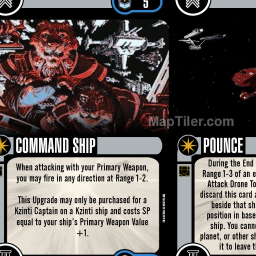 5
MapTiler.com
COMMAND SHIP
When attacking with your Primary Weapon,
you may fire in any direction at Range 1-2.
This Upgrade may only be purchased for a
Kzinti Captain on a Kzinti ship and costs SP
equal to your ship's Primary Weapon Value
+1.
POUNCE
During the End
Range 1-3 of an e
Attack Drone To
discard this card a
beside that sh
position in base
ship. You cannot
planet, or other sh
it to leave t